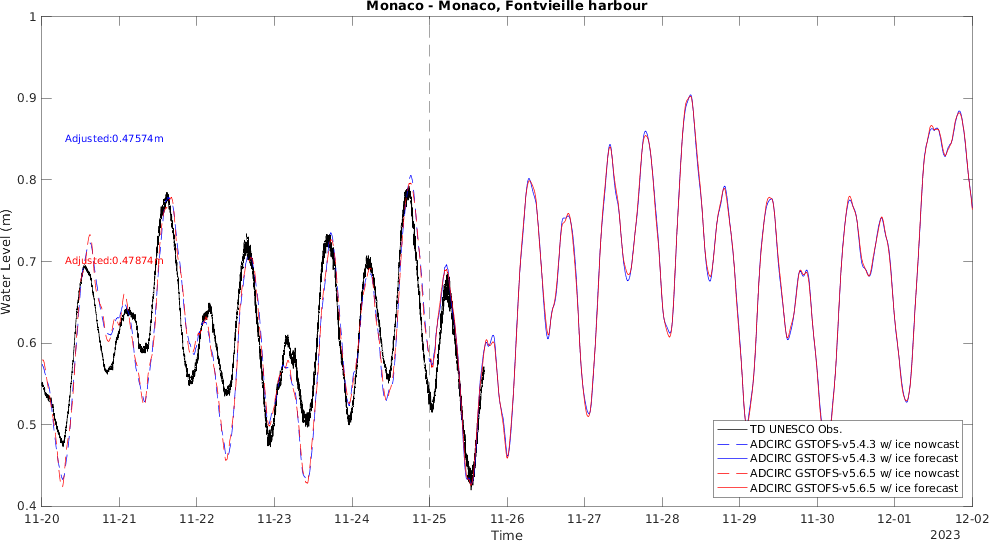 Monaco - Monaco, Fontvieille harbour
1
0.9
0.8
0.7
0.6
0.5
0.4
Water Level (m)
Adjusted:0.47574m
Adjusted:0.47874m
TD UNESCO Obs.
ADCIRC GSTOFS-v5.4.3 w/ ice nowcast
ADCIRC GSTOFS-v5.4.3 w/ ice forecast
ADCIRC GSTOFS-v5.6.5 w/ ice nowcast
ADCIRC GSTOFS-v5.6.5 w/ ice forecast
11-20 11-21 11-22 11-23 11-24 11-25 11-26 11-27 11-28 11-29 11-30 12-01 12-02
Time
2023